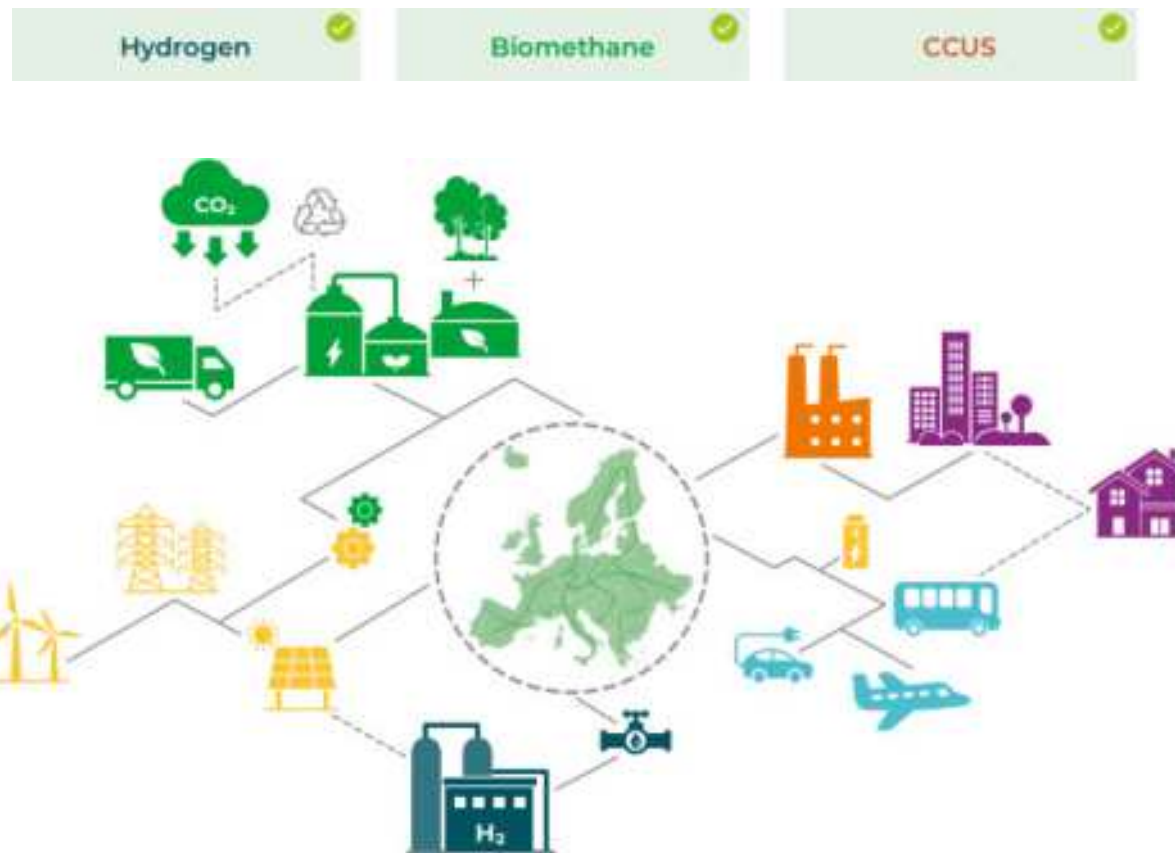 Hydrogen
Biomethane
CCUS
CO₂
H₂